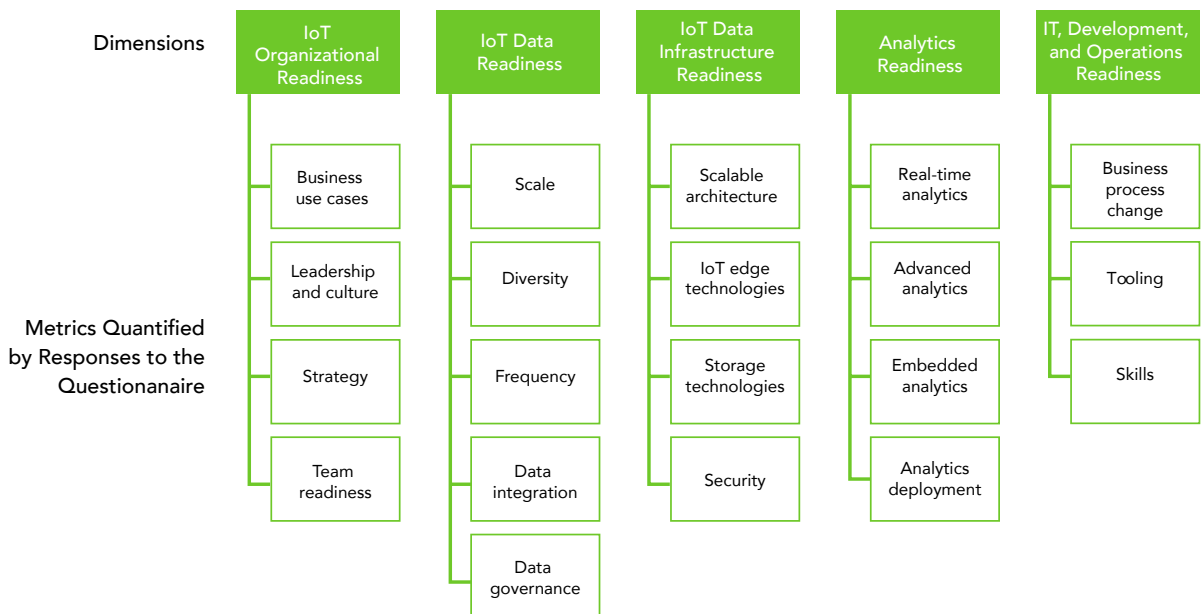 Dimensions
IoT
Organizational
Readiness
IoT Data
Readiness
IoT Data
Infrastructure
Readiness
Analytics
Readiness
IT, Development,
and Operations
Readiness
Metrics Quantified
by Responses to the
Questionanaire
Business
use cases
Leadership
and culture
Strategy
Team
readiness
Scale
Diversity
Frequency
Data
integration
Data
governance
Scalable
architecture
IoT edge
technologies
Storage
technologies
Security
Real-time
analytics
Advanced
analytics
Embedded
analytics
Analytics
deployment
Business
process
change
Tooling
Skills